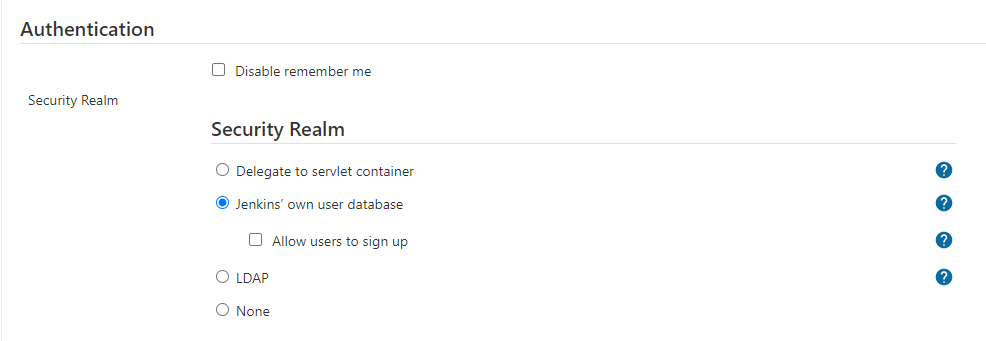 Authentication
Disable remember me
Security Realm
Security Realm
Delegate to servlet container
?
Jenkins’ own user database
?
Allow users to sign up
?
LDAP
?
None